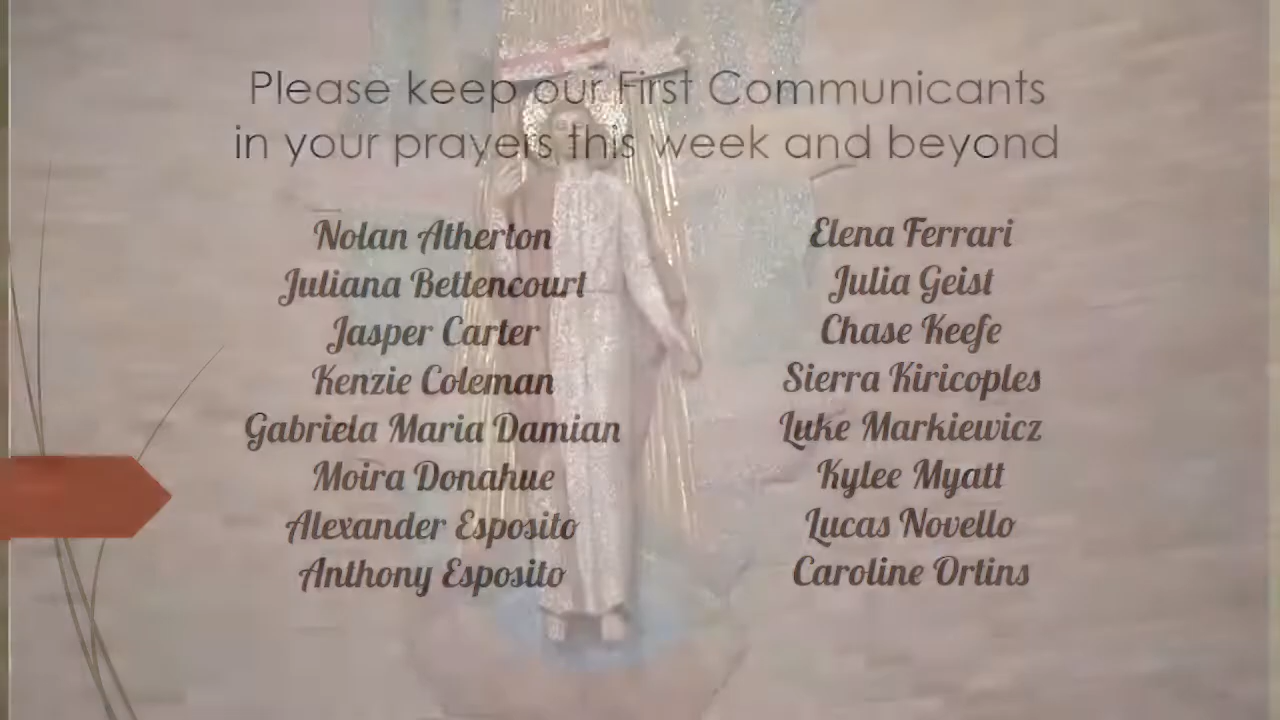 Please keep our First Communicants
in your prayers this week and beyond
Nolan Atherton
Juliana Bettencourt
Jasper Carter
Kenzie Coleman
Gabriela Maria Damian
Moira Donahue
Alexander Esposito
Anthony Esposito
Elena Ferrari
Julia Geist
Chase Keefe
Sierra Kiricoples
Luke Markiewicz
Kylee Myatt
Lucas Novello
Caroline Ortins